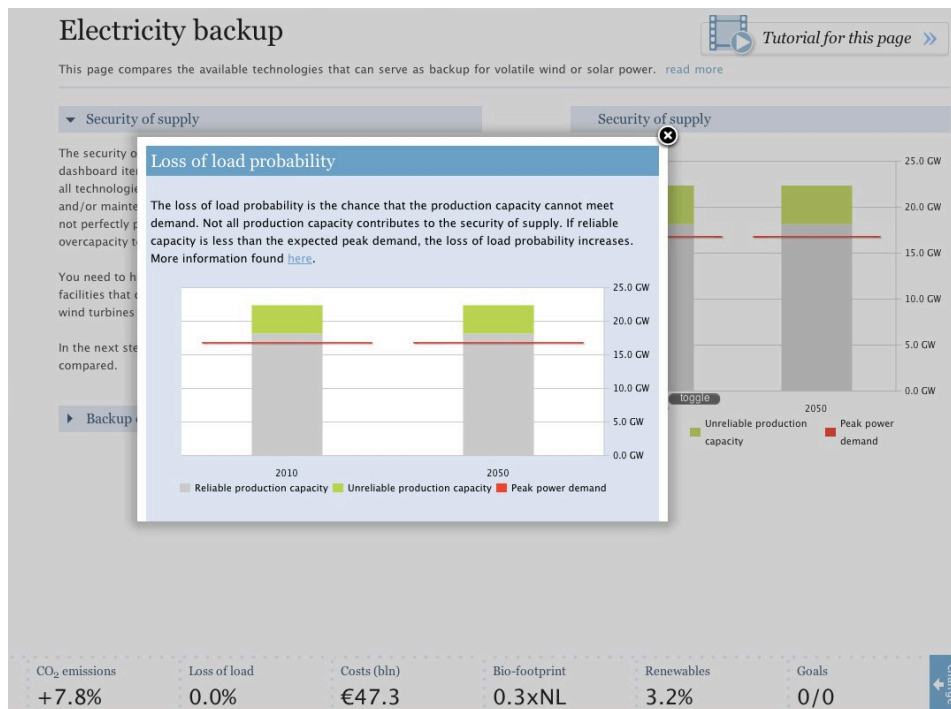 Electricity backup
Tutorial for this page »
This page compares the available technologies that can serve as backup for volatile wind or solar power. read more
Security of supply
Security of supply
The security o
dashboard ite
all technologie
and/or mainte
not perfectly p
overcapacity t
You need to h
facilities that
wind turbines
In the next ste
compared.
Backup
Loss of load probability
The loss of load probability is the chance that the production capacity cannot meet
demand. Not all production capacity contributes to the security of supply. If reliable
capacity is less than the expected peak demand, the loss of load probability increases.
More information found here.
25.0 GW
20.0 GW
15.0 GW
10.0 GW
5.0 GW
0.0 GW
2010 2050
Reliable production capacity Unreliable production capacity Peak power demand
25.0 GW
20.0 GW
15.0 GW
10.0 GW
5.0 GW
0.0 GW
toggle
2050
Unreliable production capacity
Peak power demand
CO₂ emissions Loss of load Costs (bln) Bio-footprint Renewables Goals
+7.8% 0.0% €47.3 0.3xNL 3.2% 0/0